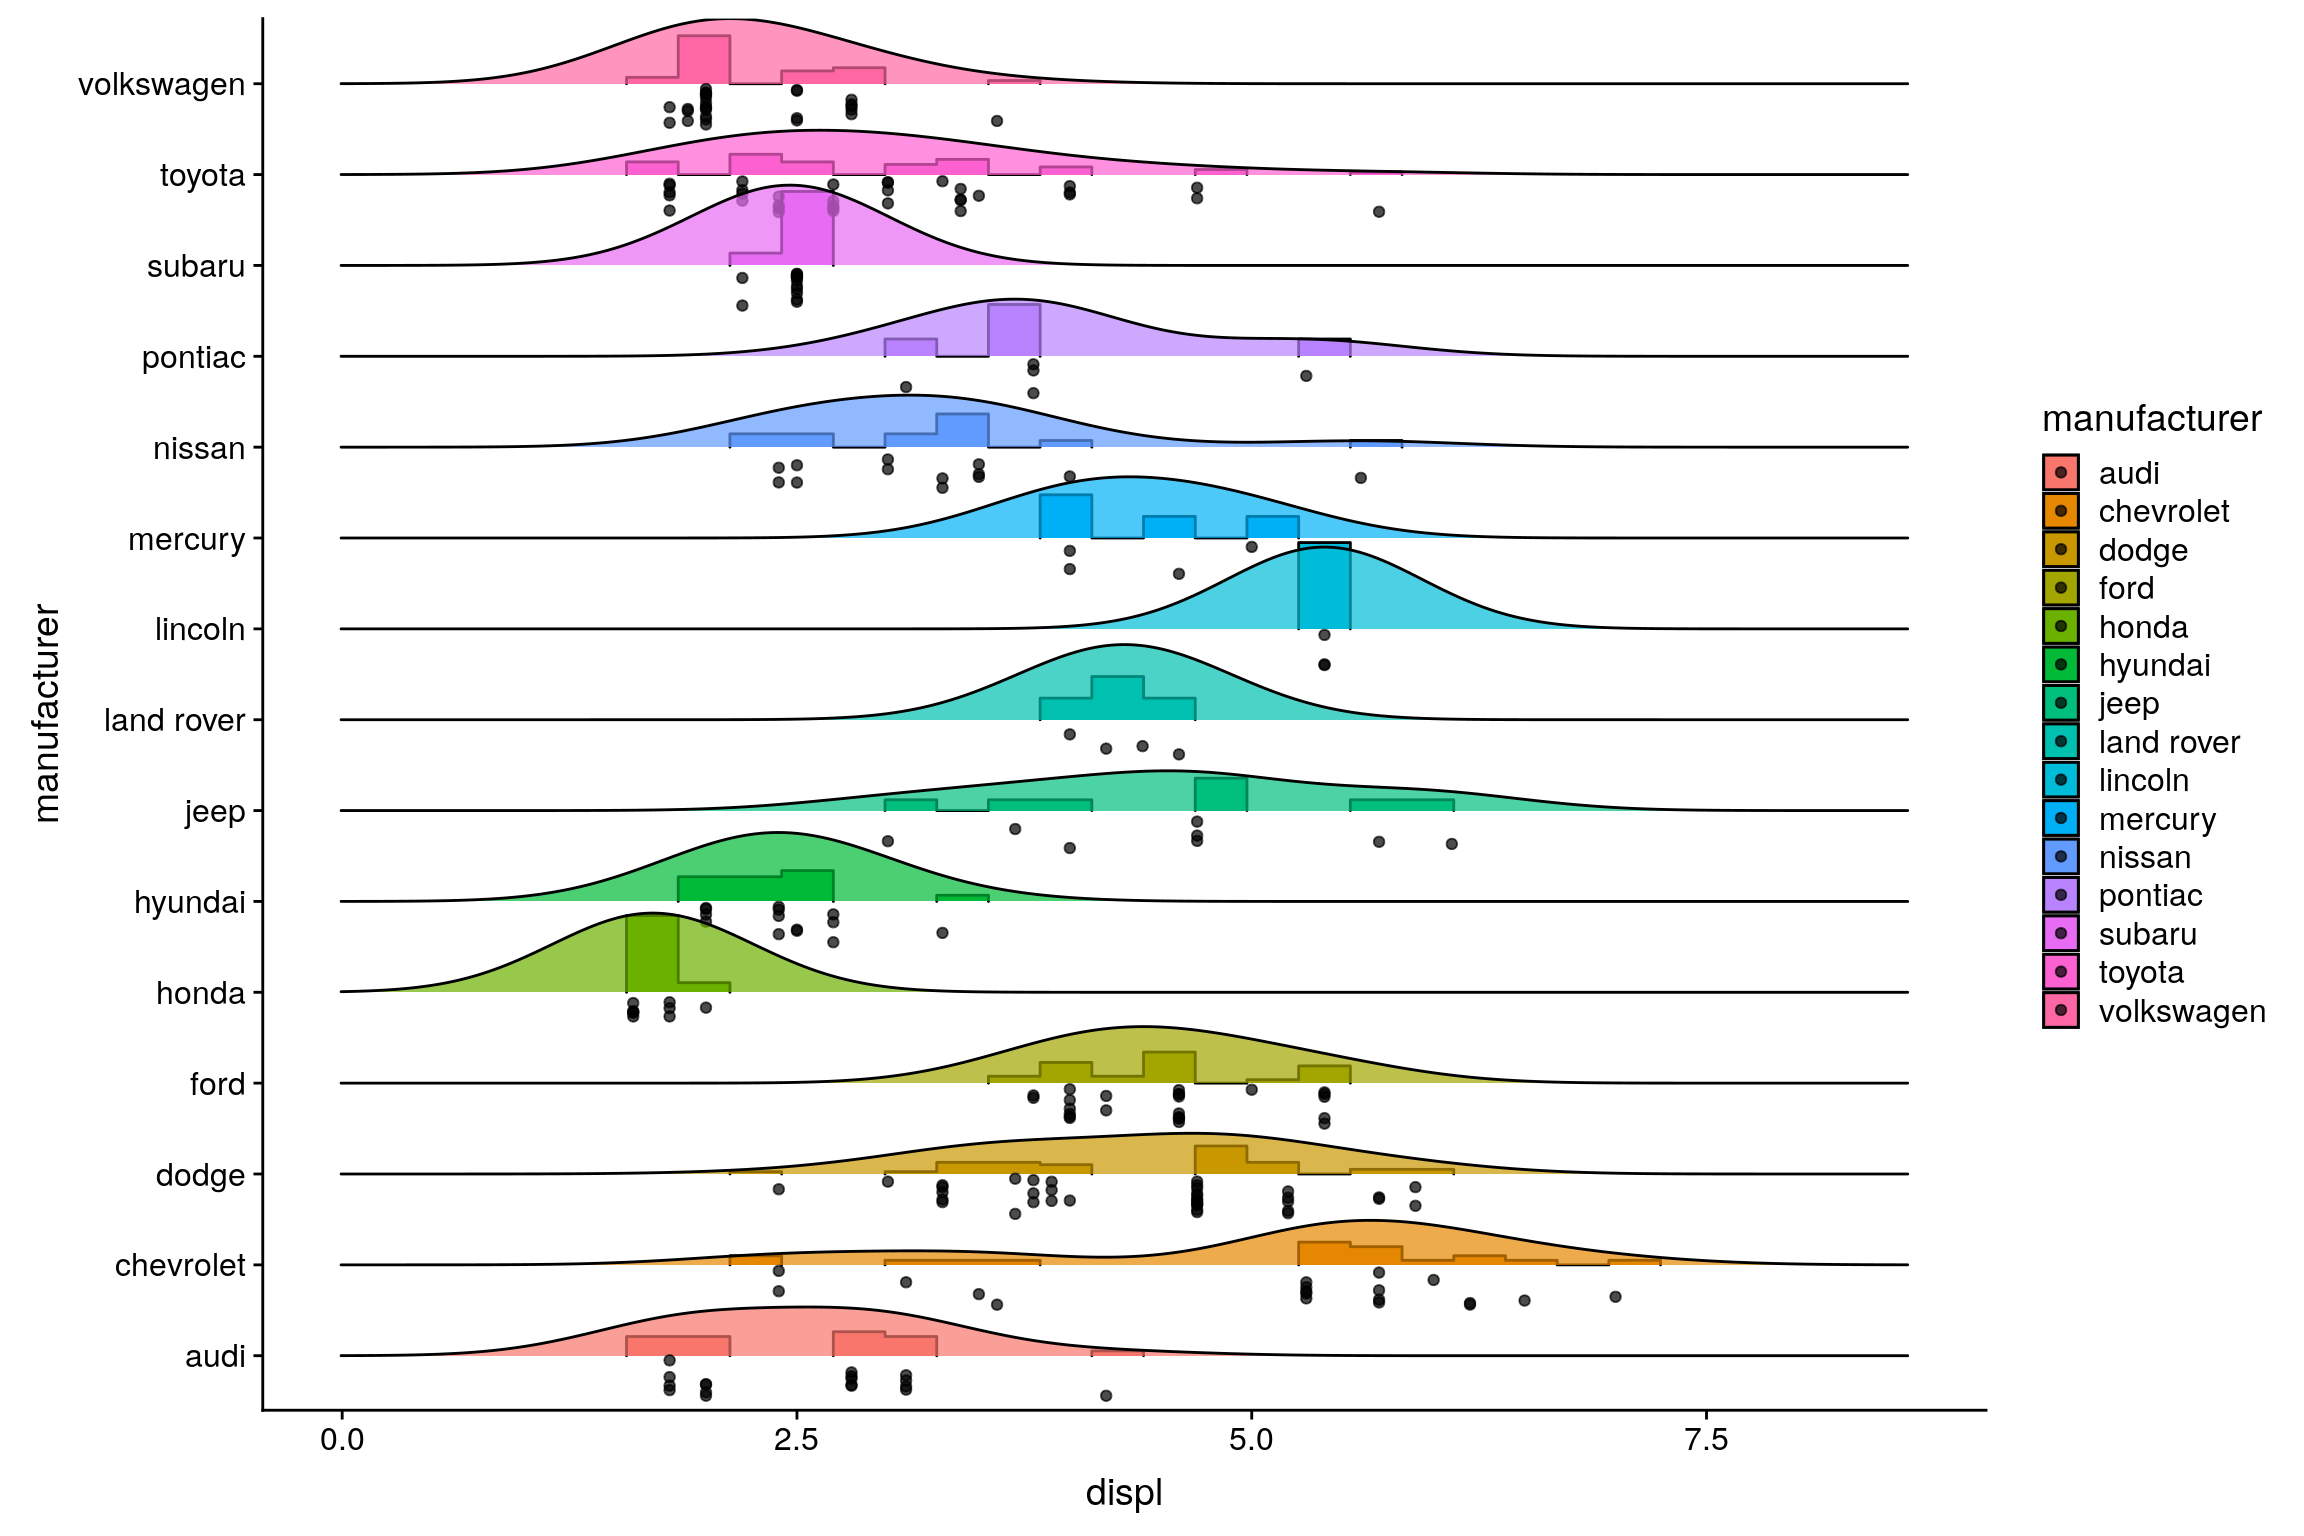 volkswagen
toyota
subaru
pontiac
nissan
mercury
lincoln
land rover
jeep
hyundai
honda
ford
dodge
chevrolet
audi
manufacturer
0.0 2.5 5.0 7.5
displ
manufacturer
audi
chevrolet
dodge
ford
honda
hyundai
jeep
land rover
lincoln
mercury
nissan
pontiac
subaru
toyota
volkswagen